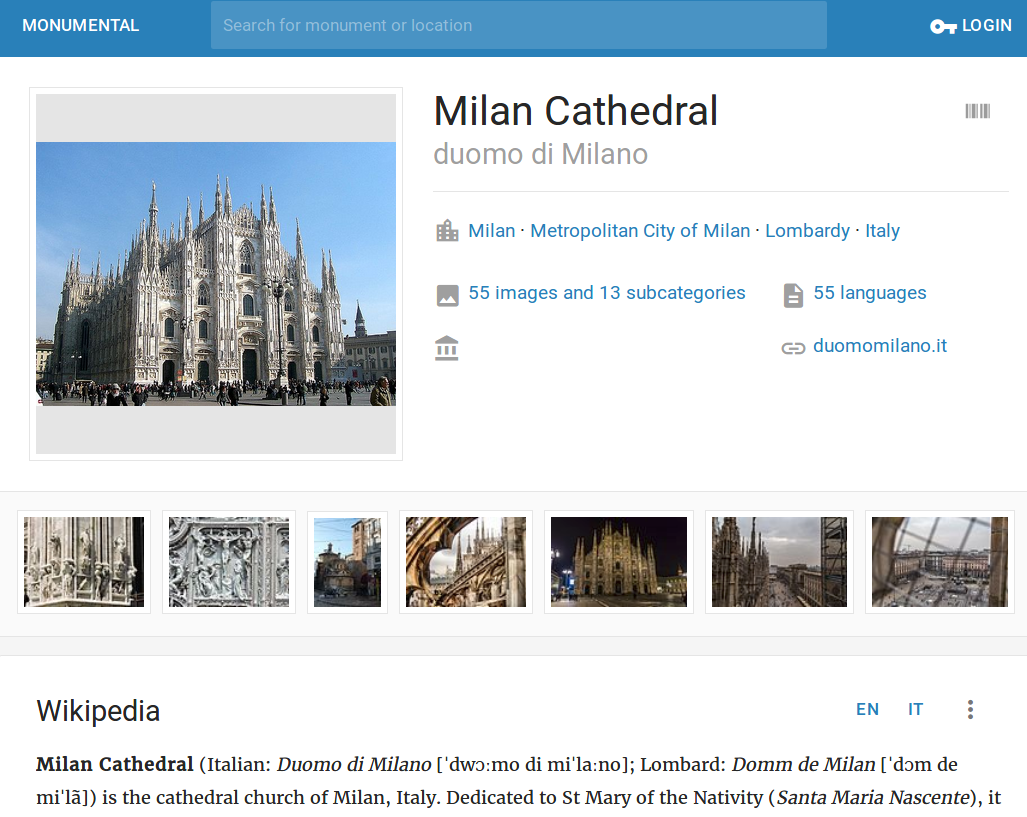 MONUMENTAL
Search for monument or location
LOGIN
Milan Cathedral
duomo di Milano
Milan · Metropolitan City of Milan · Lombardy · Italy
55 images and 13 subcategories
55 languages
duomomilano.it
Wikipedia
EN IT
Milan Cathedral (Italian: Duomo di Milano [ˈdwɔːmo di miˈlaːno]; Lombard: Domm de Milan [ˈdɔm de
miˈlã]) is the cathedral church of Milan, Italy. Dedicated to St Mary of the Nativity (Santa Maria Nascente), it